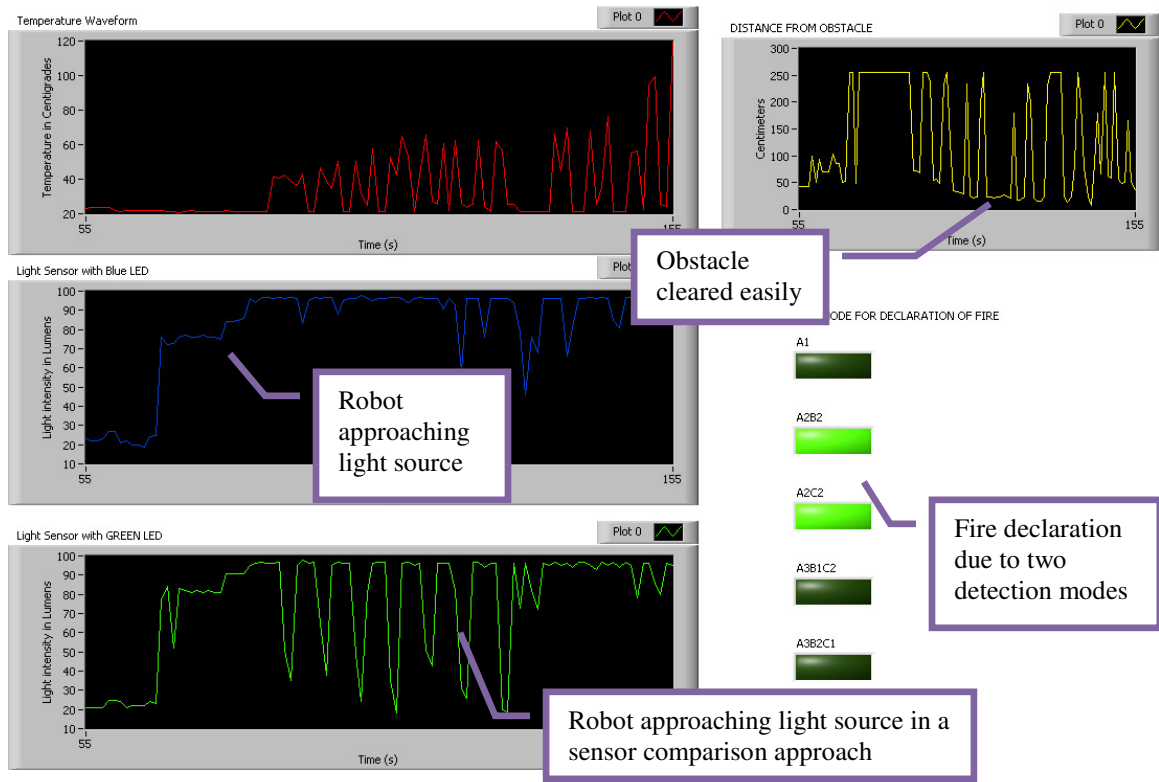 Temperature Waveform
Plot 0
Temperature in Centigrades
120
100
80
60
40
20
55
155
Time (s)
DISTANCE FROM OBSTACLE
Plot 0
Centimeters
300
250
200
150
100
50
0
55
155
Time (s)
Obstacle
cleared easily
Light Sensor with Blue LED
Light intensity in Lumens
100
90
80
70
60
50
40
30
20
10
55
155
Robot
approaching
light source
FOR DECLARATION OF FIRE
A1
A2B2
A2C2
A3B1C2
A3B2C1
Fire declaration
due to two
detection modes
Light Sensor with GREEN LED
Plot 0
Light intensity in Lumens
100
90
80
70
60
50
40
30
20
10
55
Time (s)
Robot approaching light source in a
sensor comparison approach